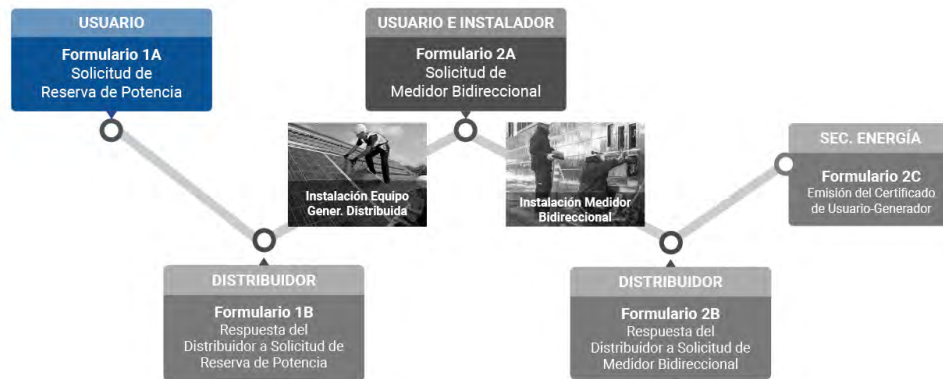 USUARIO
Formulario 1A
Solicitud de
Reserva de Potencia
USUARIO E INSTALADOR
Formulario 2A
Solicitud de
Medidor Bidireccional
SEC. ENERGÍA
Formulario 2C
Emisión del Certificado
de Usuario-Generador
Instalación Equipo
Gener. Distribuida
Instalación Medidor
Bidireccional
DISTRIBUIDOR
Formulario 1B
Respuesta del
Distribuidor a Solicitud de
Reserva de Potencia
DISTRIBUIDOR
Formulario 2B
Respuesta del
Distribuidor a Solicitud de
Medidor Bidireccional